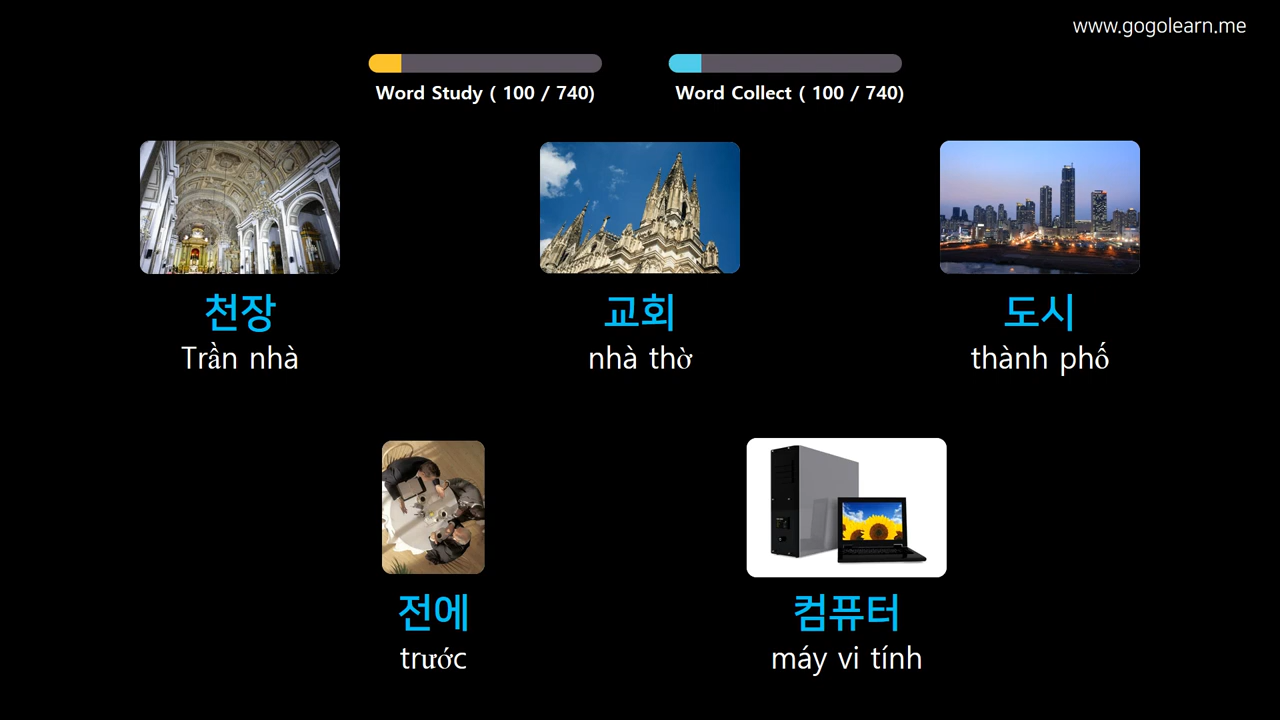 www.gogolearn.me
Word Study ( 100 / 740)
Word Collect ( 100 / 740)
천장
Trần nhà
교회
nhà thờ
도시
thành phố
전에
trước
컴퓨터
máy vi tính